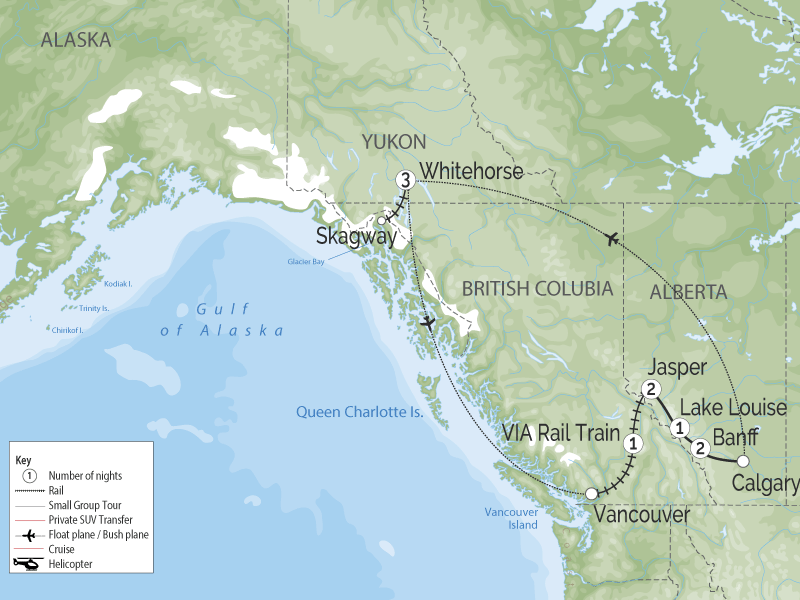 ALASKA
YUKON
3
Whitehorse
Skagway
Glacier Bay
Kodiak I.
Trinity Is.
Chirikof I.
Gulf
of Alaska
BRITISH COLUBIA
ALBERTA
Jasper
2
Queen Charlotte Is.
Lake Louise
1
VIA Rail Train
1
Banff
2
Calgary
Vancouver
Vancouver
Island
Key
1
Number of nights
Rail
Small Group Tour
Private SUV Transfer
Float plane / Bush plane
Cruise
Helicopter